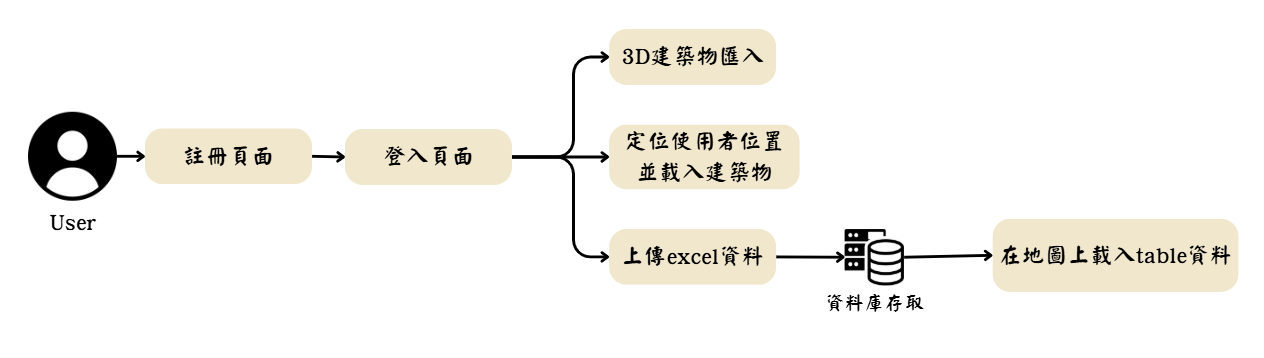 User
註冊頁面
登入頁面
3D建築物匯入
定位使用者位置
並載入建築物
上傳excel資料
資料庫存取
在地圖上載入table資料